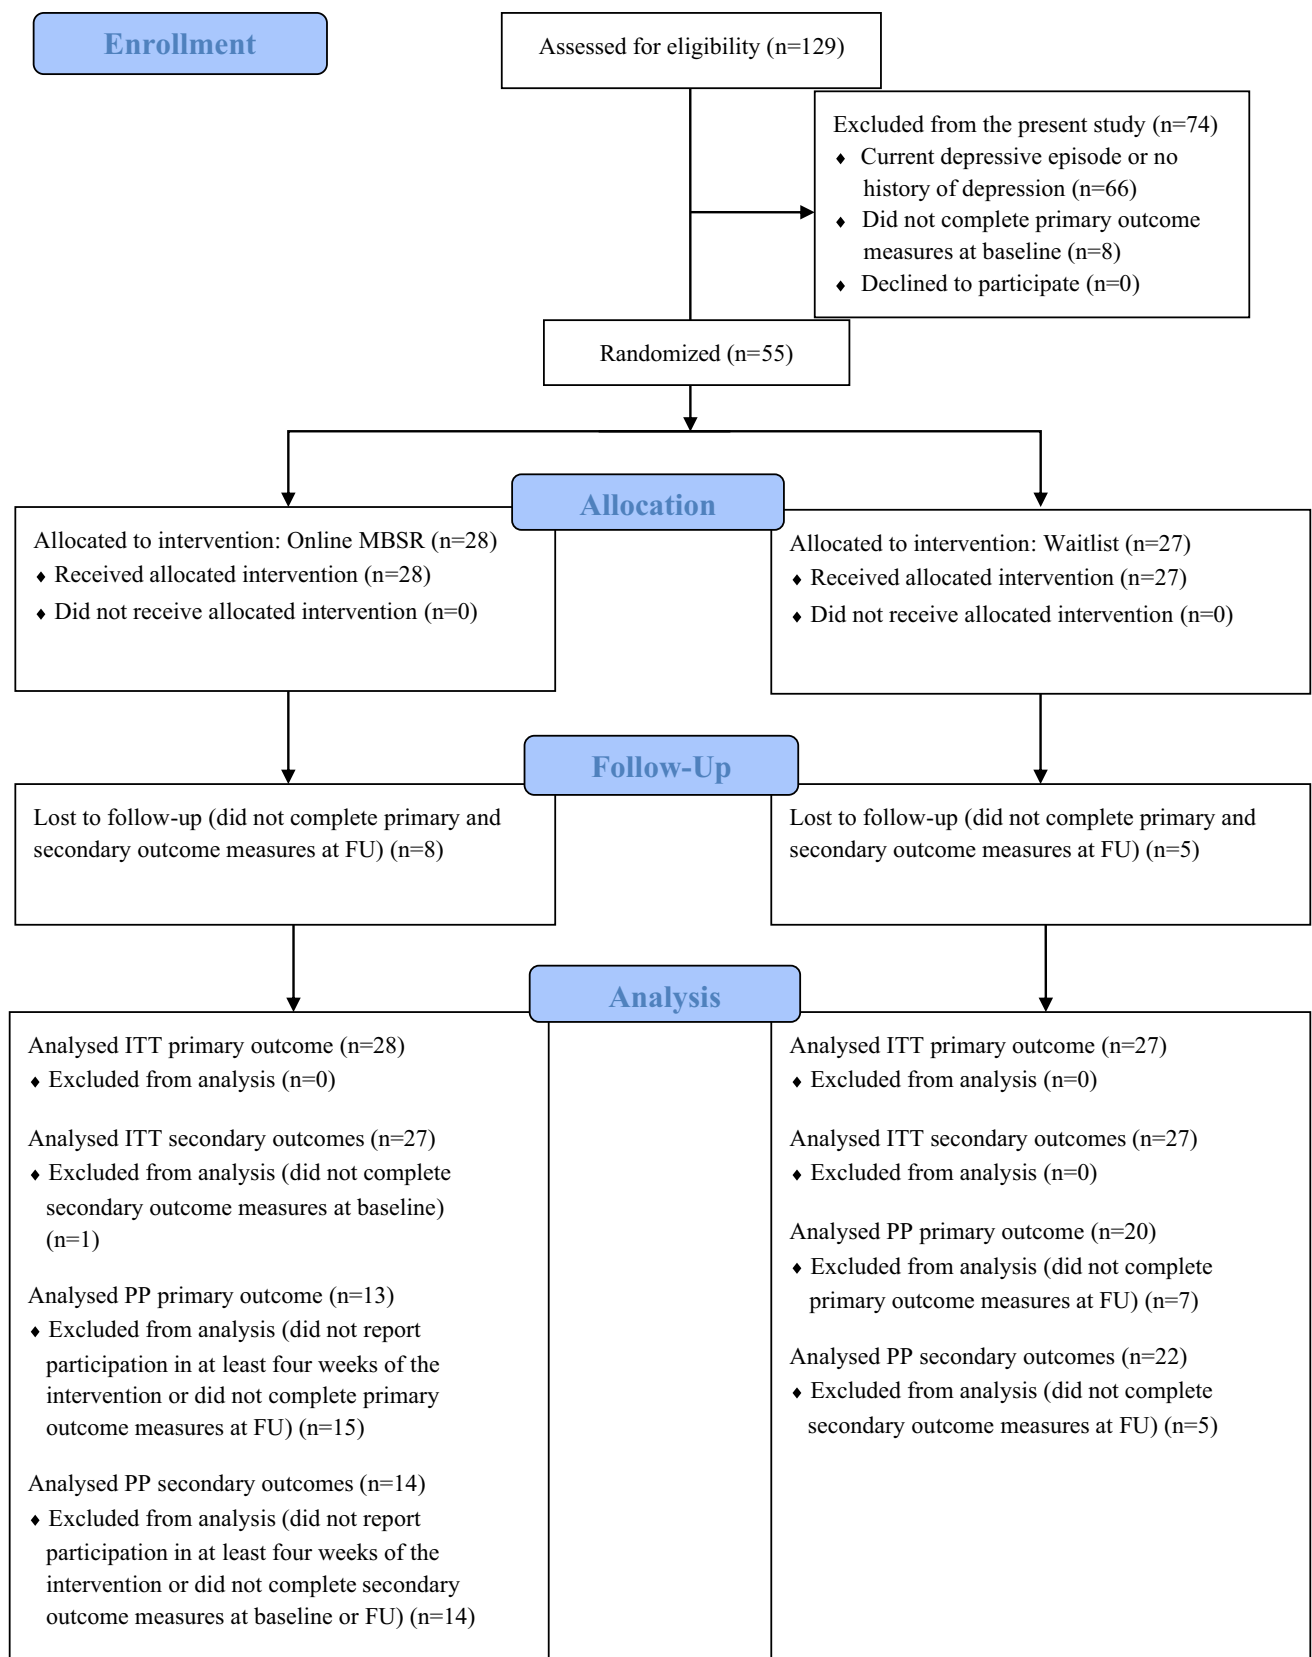 Enrollment
Assessed for eligibility (n=129)
Excluded from the present study (n=74)
♦ Current depressive episode or no
history of depression (n=66)
♦ Did not complete primary outcome
measures at baseline (n=8)
♦ Declined to participate (n=0)
Randomized (n=55)
Allocation
Allocated to intervention: Online MBSR (n=28)
♦ Received allocated intervention (n=28)
♦ Did not receive allocated intervention (n=0)
Allocated to intervention: Waitlist (n=27)
♦ Received allocated intervention (n=27)
♦ Did not receive allocated intervention (n=0)
Follow-Up
Lost to follow-up (did not complete primary and
secondary outcome measures at FU) (n=8)
Lost to follow-up (did not complete primary and
secondary outcome measures at FU) (n=5)
Analysis
Analysed ITT primary outcome (n=28)
♦ Excluded from analysis (n=0)
Analysed ITT secondary outcomes (n=27)
♦ Excluded from analysis (did not complete
secondary outcome measures at baseline)
(n=1)
Analysed PP primary outcome (n=13)
♦ Excluded from analysis (did not report
participation in at least four weeks of the
intervention or did not complete primary
outcome measures at FU) (n=15)
Analysed PP secondary outcomes (n=14)
♦ Excluded from analysis (did not report
participation in at least four weeks of the
intervention or did not complete secondary
outcome measures at baseline or FU) (n=14)
Analysed ITT primary outcome (n=27)
♦ Excluded from analysis (n=0)
Analysed ITT secondary outcomes (n=27)
♦ Excluded from analysis (n=0)
Analysed PP primary outcome (n=20)
♦ Excluded from analysis (did not complete
primary outcome measures at FU) (n=7)
Analysed PP secondary outcomes (n=22)
♦ Excluded from analysis (did not complete
secondary outcome measures at FU) (n=5)